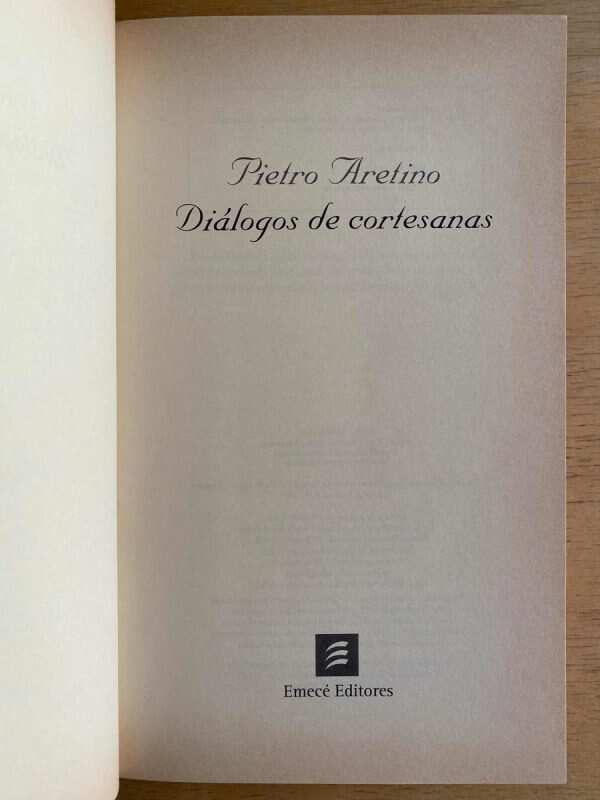 Pietro Aretino
Diálogos de cortesanas
Emecé Editores